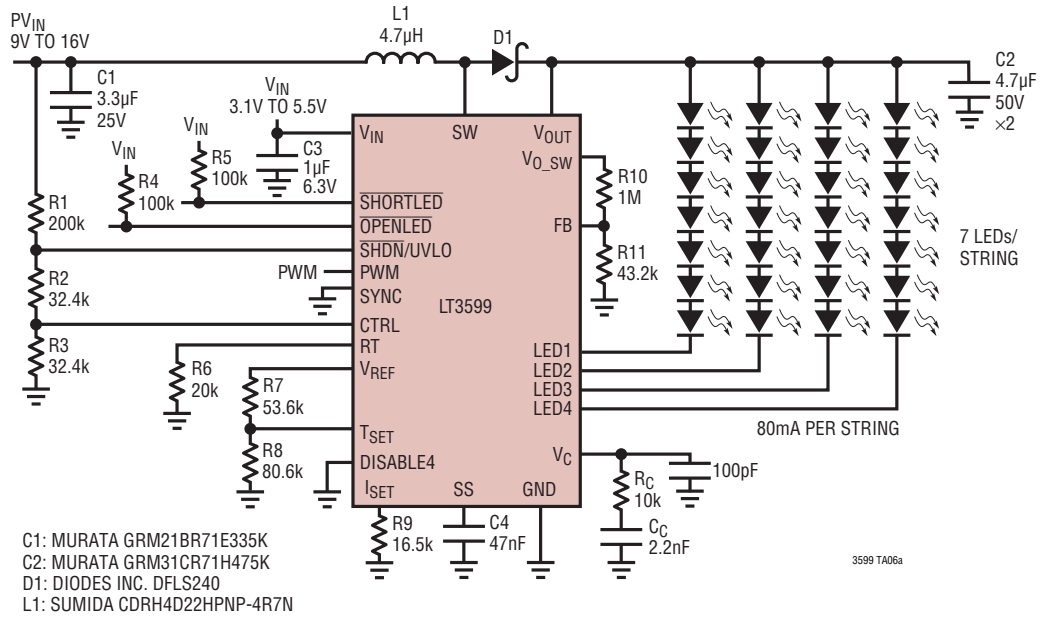 PVIN
9V TO 16V
L1
4.7µH
D1
C1
3.3µF
25V
VIN
3.1V TO 5.5V
C3
1µF
6.3V
C2
4.7µF
50V
×2
VIN
R4
100k
VIN
R5
100k
R1
200k
R2
32.4k
R3
32.4k
VIN
SW
VOUT
VO_SW
SHORTLED
OPENLED
SHDN/UVLO
PWM
PWM
SYNC
LT3599
FB
R10
1M
R11
43.2k
7 LEDs/
STRING
CTRL
RT
VREF
R6
20k
R7
53.6k
R8
80.6k
TSET
DISABLE4
ISET
SS
GND
LED1
LED2
LED3
LED4
80mA PER STRING
VC
RC
10k
CC
2.2nF
100pF
R9
16.5k
C4
47nF
3599 TA06a
C1: MURATA GRM21BR71E335K
C2: MURATA GRM31CR71H475K
D1: DIODES INC. DFLS240
L1: SUMIDA CDRH4D22HPNP-4R7N